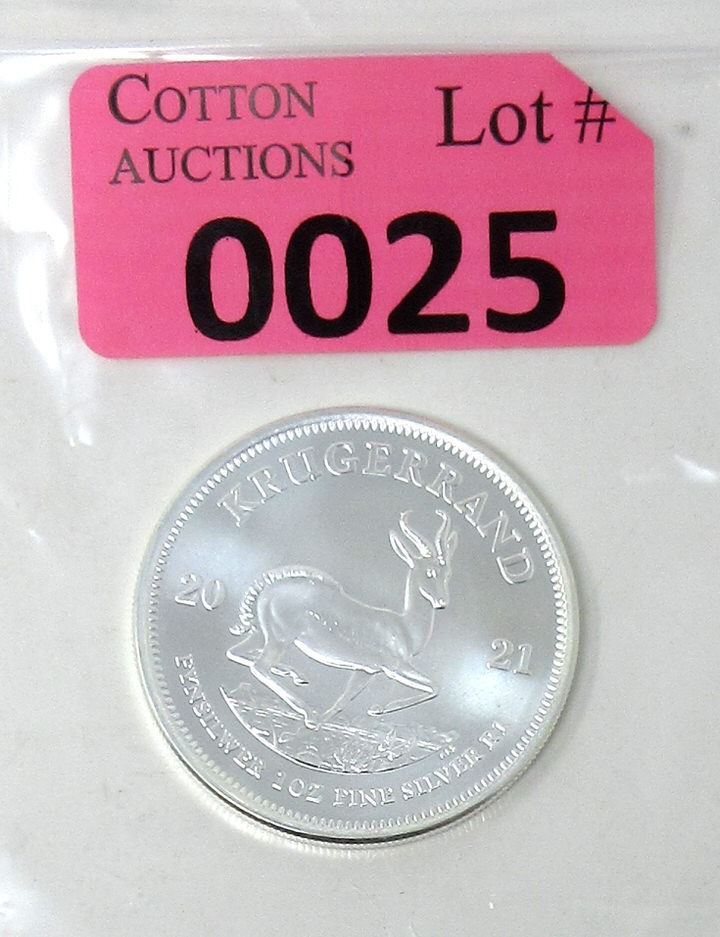 COTTON
AUCTIONS
Lot #
0025
KRUGERRAND
20 21
FYNSILWER 1 OZ FINE SILVER R1